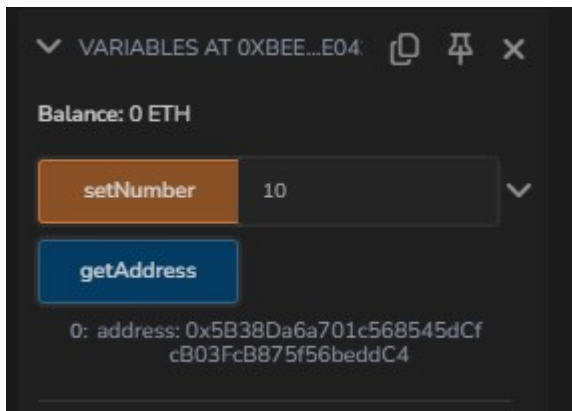 VARIABLES AT 0XBEE...E04
Balance: 0 ETH
setNumber 10
getAddress
0: address: 0x5B38Da6a701c568545dCf
cB03FcB875f56beddC4